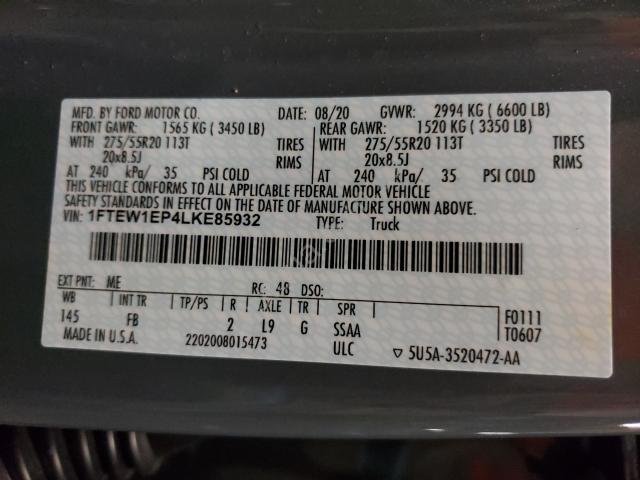 MFD. BY FORD MOTOR CO. DATE: 08/20 GVWR: 2994 KG ( 6600 LB)
FRONT GAWR: 1565 KG ( 3450 LB) REAR GAWR: 1520 KG ( 3350 LB)
WITH 275/55R20 113T TIRES WITH 275/55R20 113T TIRES
20x8.5J RIMS 20x8.5J RIMS
AT 240 kPa/ 35 PSI COLD AT 240 kPa/ 35 PSI COLD
THIS VEHICLE CONFORMS TO ALL APPLICABLE FEDERAL MOTOR VEHICLE
SAFETY STANDARDS IN EFFECT ON THE DATE OF MANUFACTURE SHOWN ABOVE.
VIN: 1FTEW1EP4LKE85932 TYPE: Truck
EXT PNT: ME RC: 48 DSO:
WB INT TR TP/PS R AXLE TR SPR F0111
145 FB 2 L9 G SSAA T0607
MADE IN U.S.A. 2202008015473 ULC ▽ 5U5A-3520472-AA